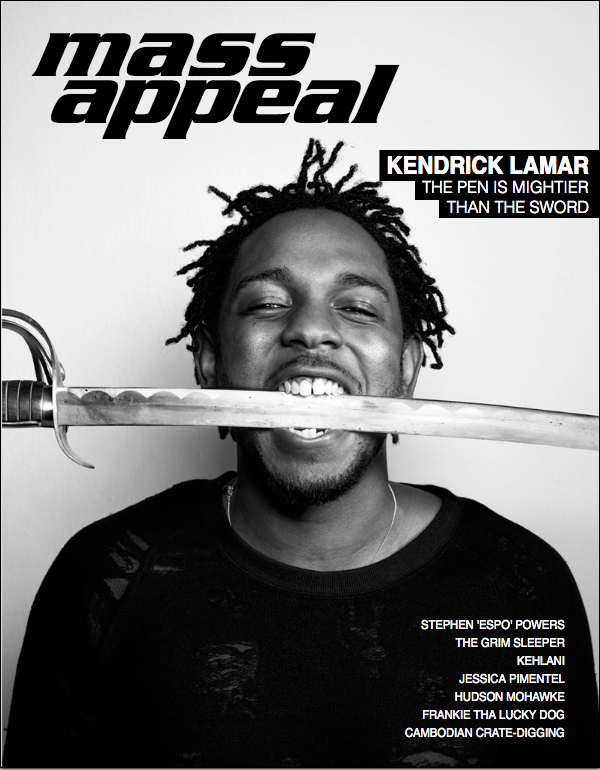 mass
appeal
KENDRICK LAMAR
THE PEN IS MIGHTIER
THAN THE SWORD
STEPHEN 'ESPO' POWERS
THE GRIM SLEEPER
KEHLANI
JESSICA PIMENTEL
HUDSON MOHAWKE
FRANKIE THA LUCKY DOG
CAMBODIAN CRATE-DIGGING